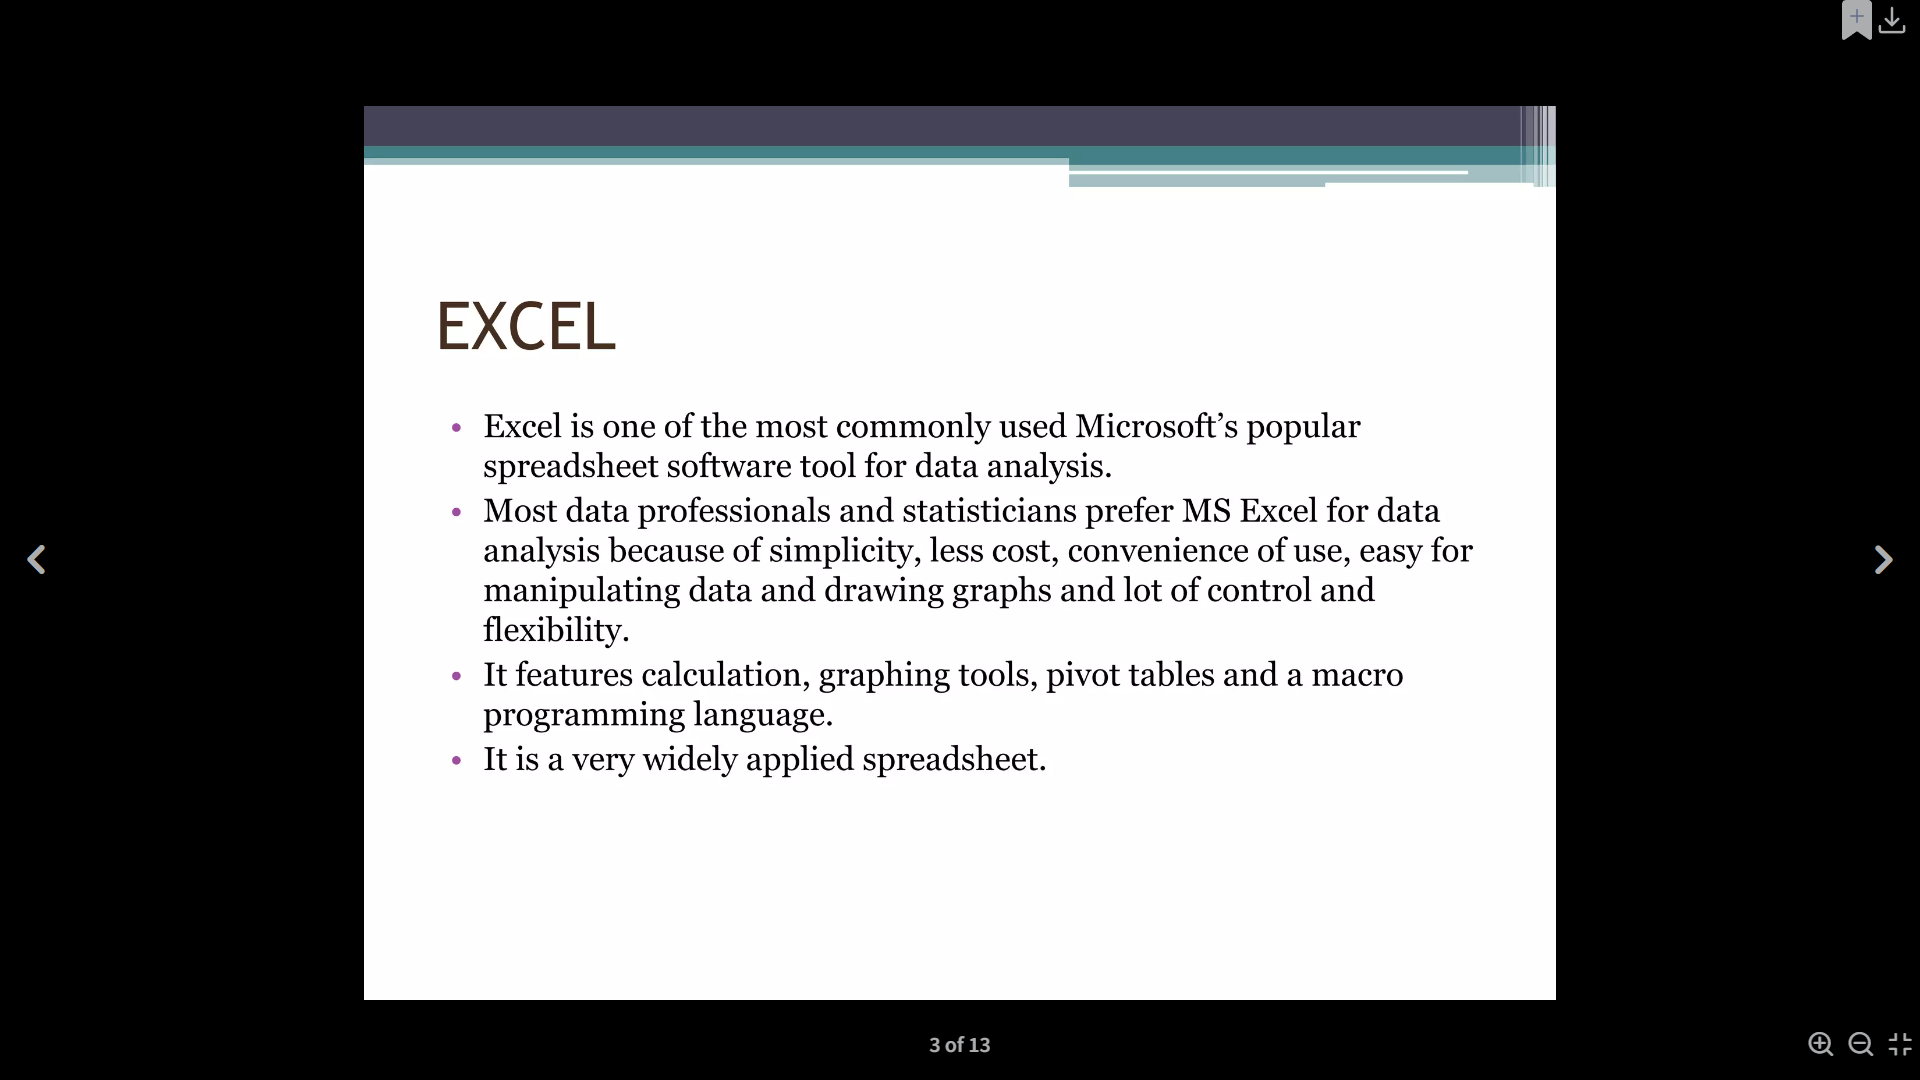 EXCEL
• Excel is one of the most commonly used Microsoft’s popular
spreadsheet software tool for data analysis.
• Most data professionals and statisticians prefer MS Excel for data
analysis because of simplicity, less cost, convenience of use, easy for
manipulating data and drawing graphs and lot of control and
flexibility.
• It features calculation, graphing tools, pivot tables and a macro
programming language.
• It is a very widely applied spreadsheet.
3 of 13